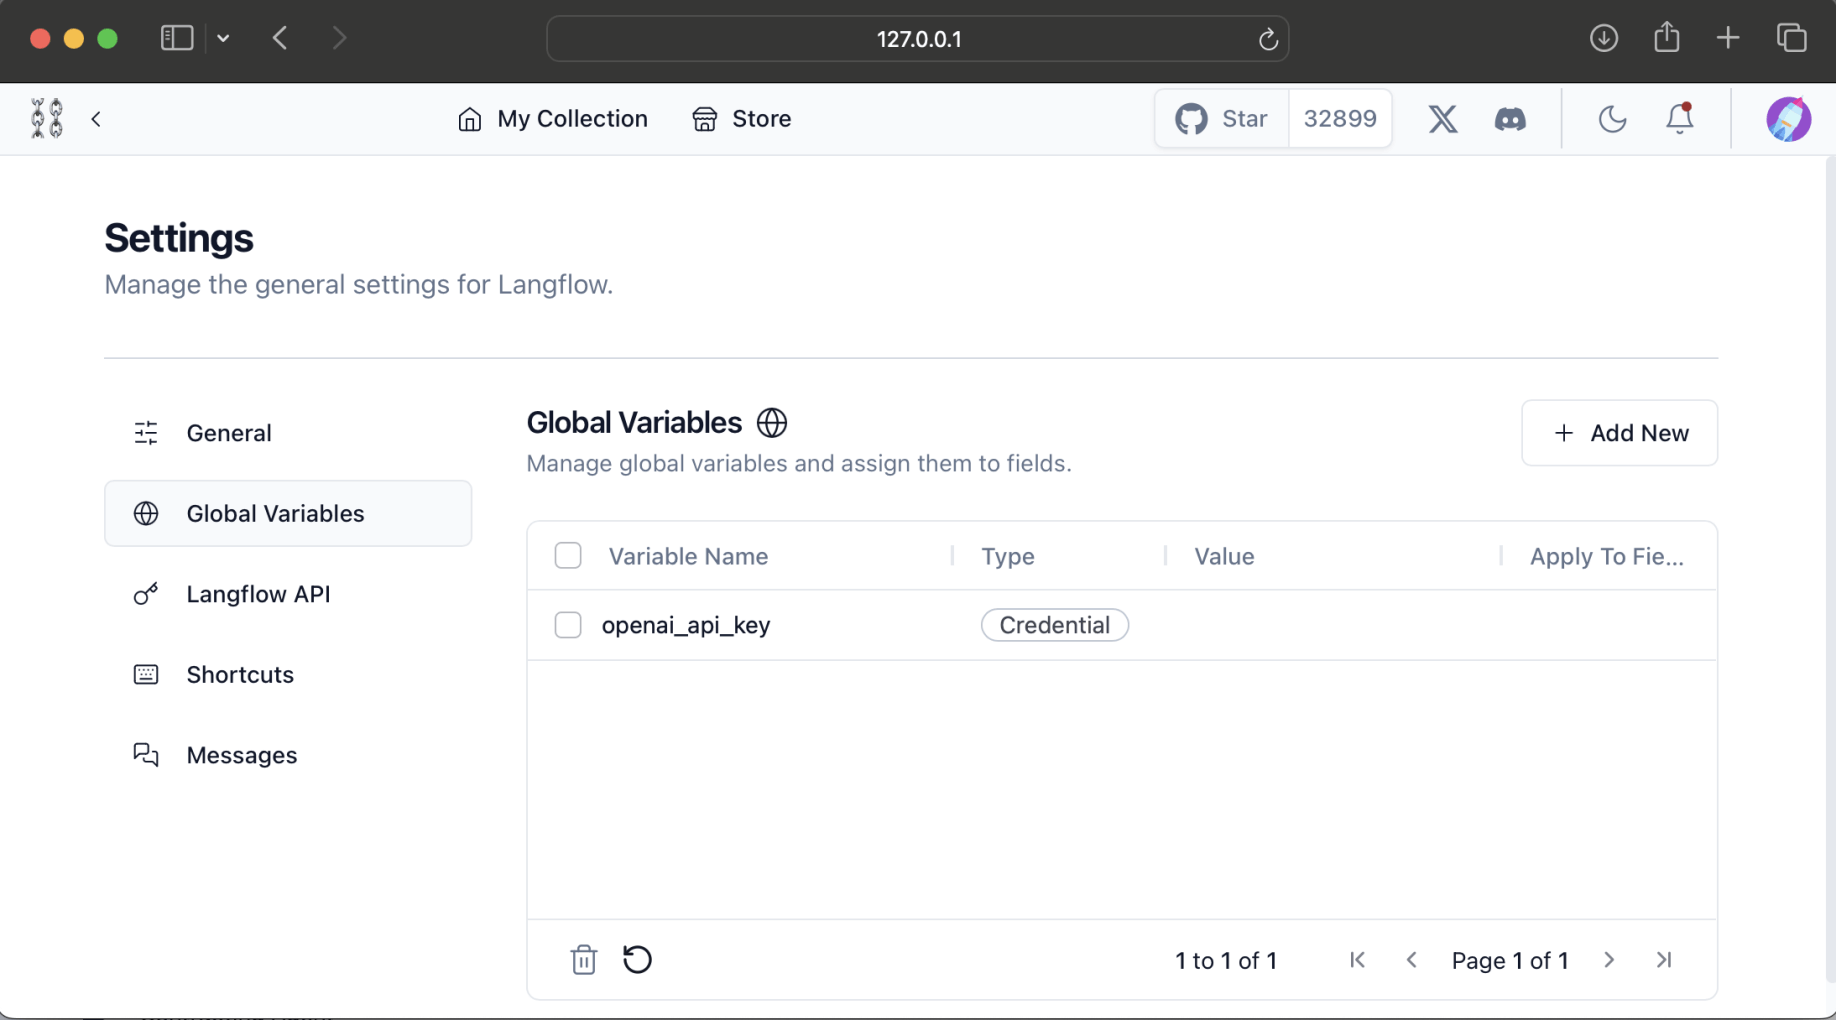 127.0.0.1
My Collection
Store
Star
32899
Settings
Manage the general settings for Langflow.
General
Global Variables
Langflow API
Shortcuts
Messages
Global Variables
Manage global variables and assign them to fields.
Add New
Variable Name
Type
Value
Apply To Fie...
openai_api_key
Credential
1 to 1 of 1
Page 1 of 1